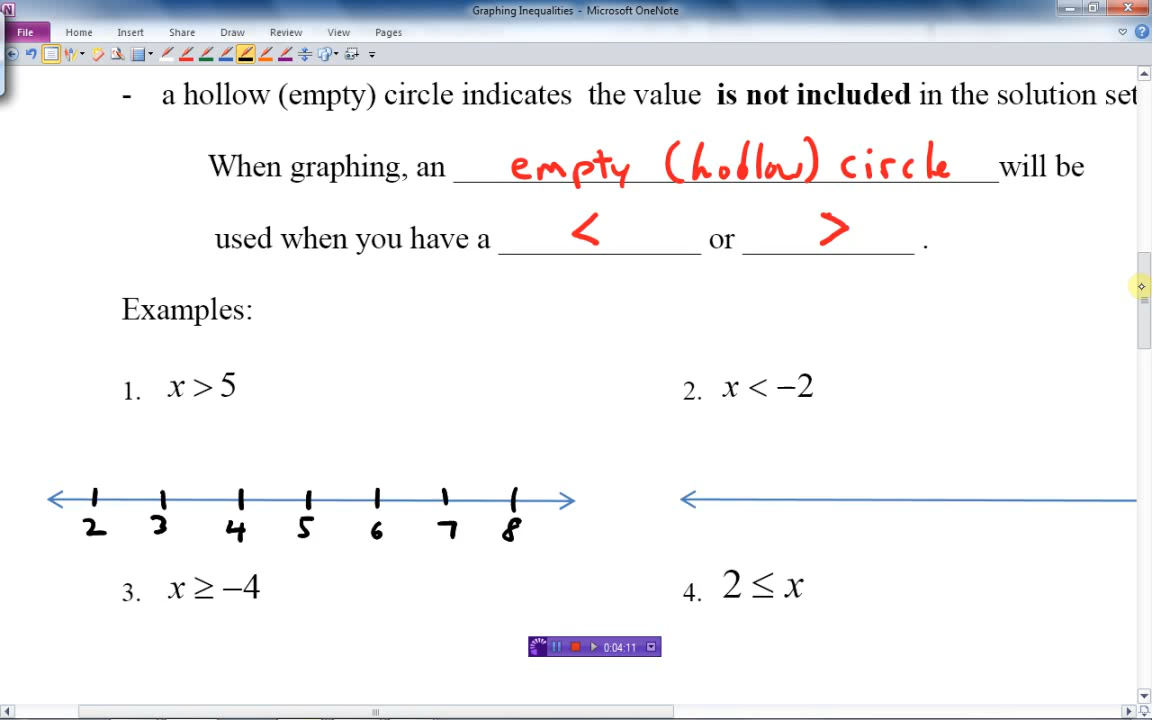 Graphing Inequalities - Microsoft OneNote
File Home Insert Share Draw Review View Pages
- a hollow (empty) circle indicates the value is not included in the solution set
When graphing, an empty (hollow) circle will be
used when you have a < or > .
Examples:
1. x > 5
2. x < −2
2 3 4 5 6 7 8
3. x ≥ −4
4. 2 ≤ x
0:04:11